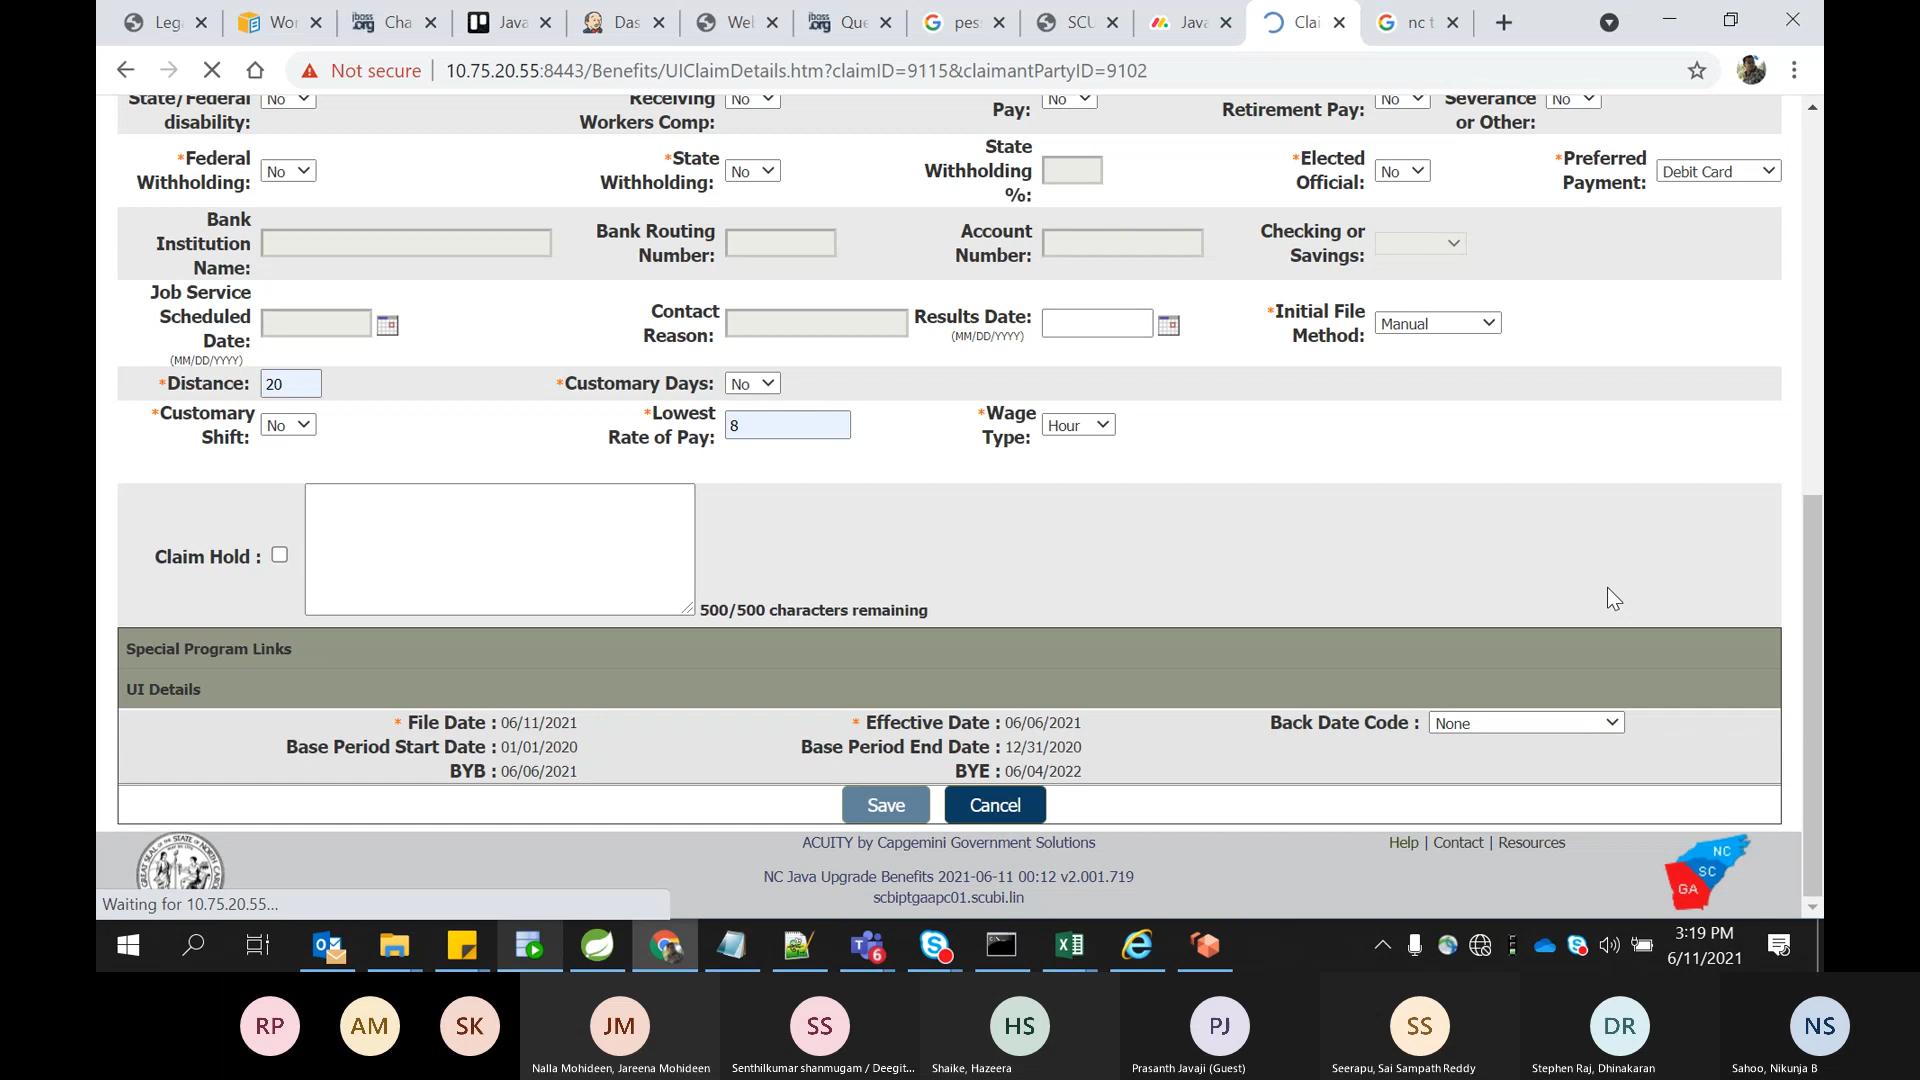 Leg
Wor
Cha
Java
Das
Wel
Que
pes
SCU
Java
Clai
nc t
Not secure
10.75.20.55:8443/Benefits/UIClaimDetails.htm?claimID=9115&claimantPartyID=9102
State/Federal disability: No
Receiving Workers Comp: No
Pay: No
Retirement Pay: No
Severance or Other: No
*Federal Withholding: No
*State Withholding: No
State Withholding %:
*Elected Official: No
*Preferred Payment: Debit Card
Bank Institution Name:
Bank Routing Number:
Account Number:
Checking or Savings:
Job Service Scheduled Date: (MM/DD/YYYY)
Contact Reason:
Results Date: (MM/DD/YYYY)
*Initial File Method: Manual
*Distance: 20
*Customary Days: No
*Customary Shift: No
*Lowest Rate of Pay: 8
*Wage Type: Hour
Claim Hold :
500/500 characters remaining
Special Program Links
UI Details
* File Date : 06/11/2021
* Effective Date : 06/06/2021
Back Date Code : None
Base Period Start Date : 01/01/2020
Base Period End Date : 12/31/2020
BYB : 06/06/2021
BYE : 06/04/2022
Save
Cancel
ACUITY by Capgemini Government Solutions
Help | Contact | Resources
NC Java Upgrade Benefits 2021-06-11 00:12 v2.001.719
scbiptgaapc01.scubi.lin
NC
SC
GA
Waiting for 10.75.20.55...
6
3:19 PM
6/11/2021
RP
AM
SK
JM
SS
HS
PJ
SS
DR
NS
Nalla Mohideen, Jareena Mohideen
Senthilkumar shanmugam / Deegit...
Shaike, Hazeera
Prasanth Javaji (Guest)
Seerapu, Sai Sampath Reddy
Stephen Raj, Dhinakaran
Sahoo, Nikunja B